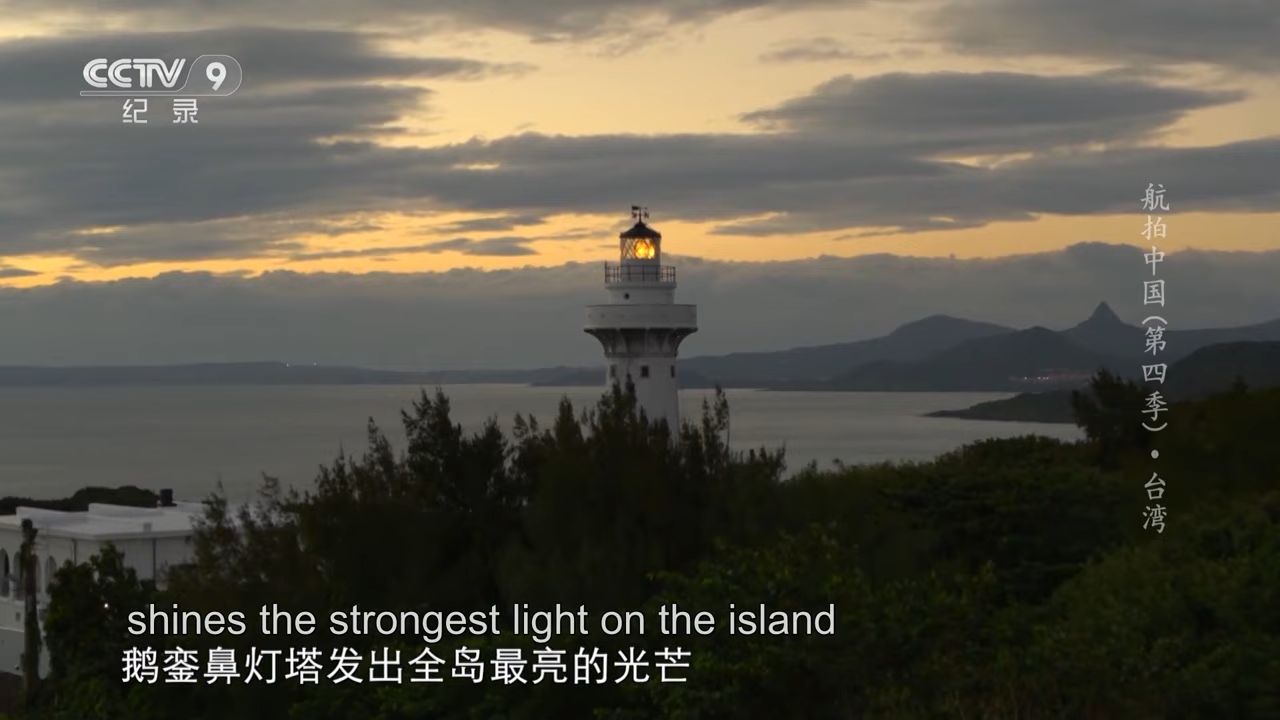 CCTV 9
纪录
航拍中国(第四季)·台湾
shines the strongest light on the island
鹅銮鼻灯塔发出全岛最亮的光芒